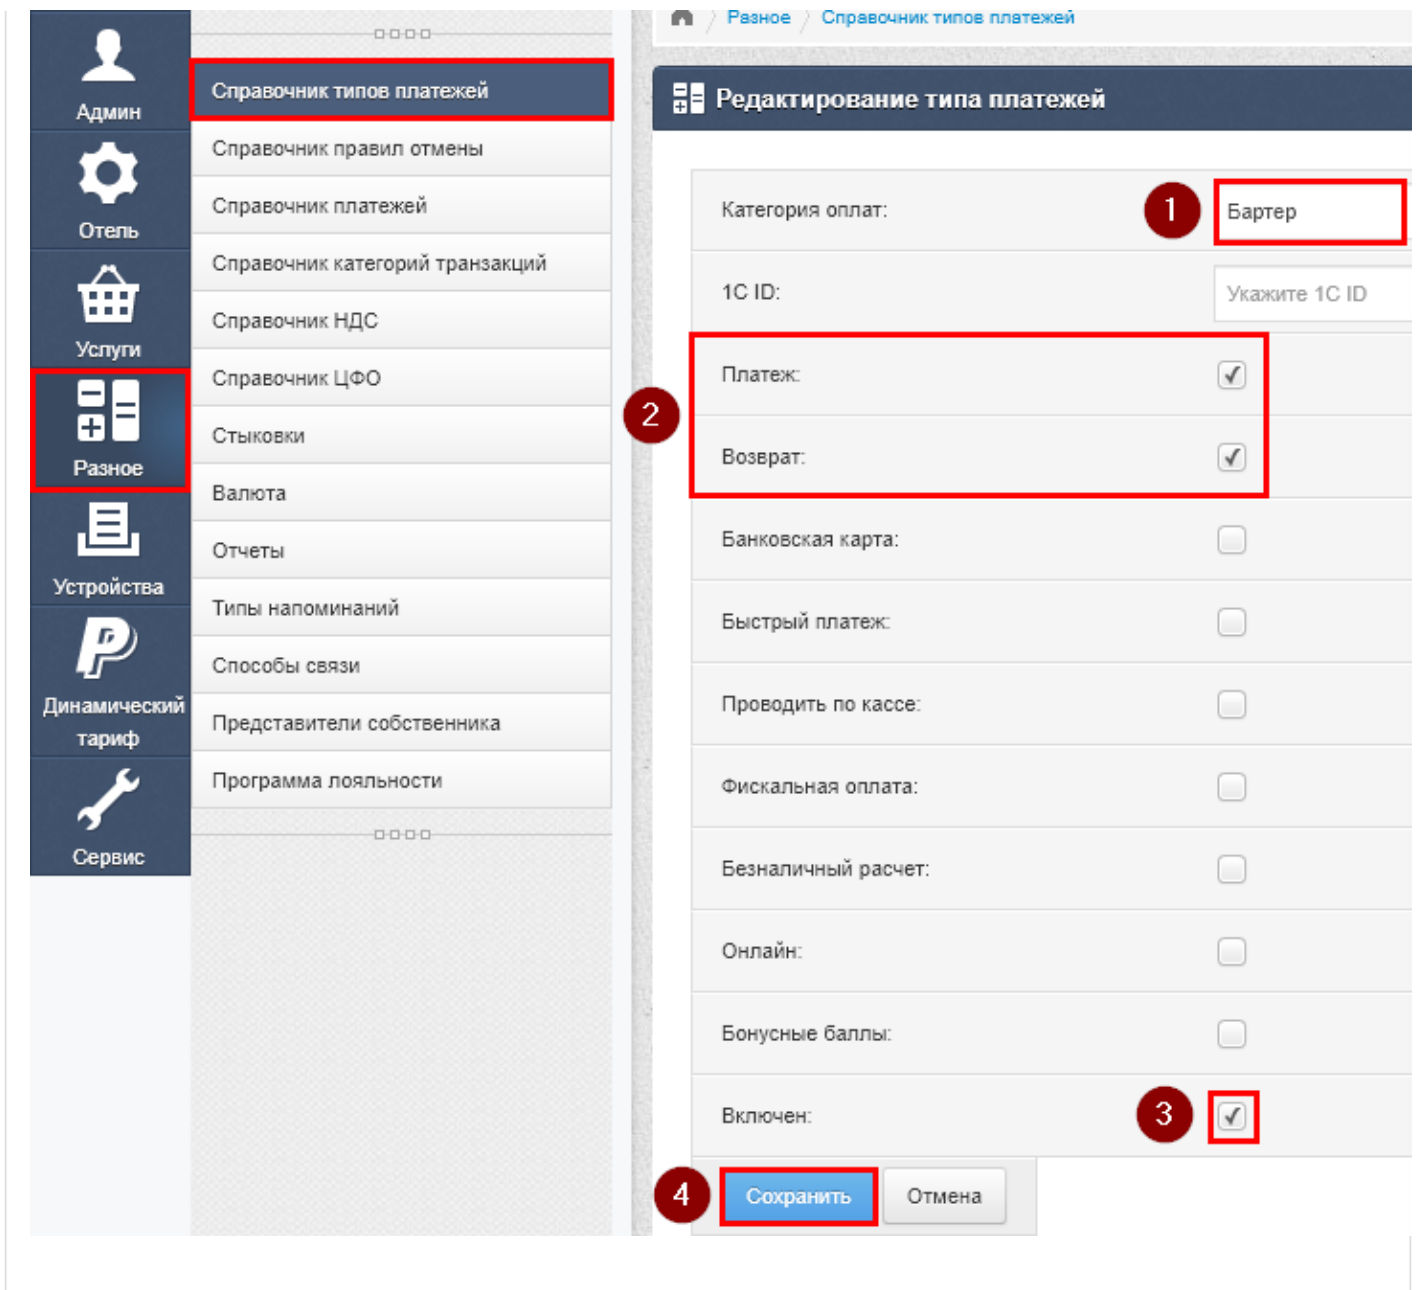 Админ
Отель
Услуги
Разное
Устройства
Динамический
тариф
Сервис
Справочник типов платежей
Справочник правил отмены
Справочник платежей
Справочник категорий транзакций
Справочник НДС
Справочник ЦФО
Стыковки
Валюта
Отчеты
Типы напоминаний
Способы связи
Представители собственника
Программа лояльности
Разное Справочник типов платежей
Редактирование типа платежей
Категория оплат: 1 Бартер
1С ID: Укажите 1С ID
2
Платеж:
Возврат:
Банковская карта:
Быстрый платеж:
Проводить по кассе:
Фискальная оплата:
Безналичный расчет:
Онлайн:
Бонусные баллы:
Включен: 3
4 Сохранить Отмена